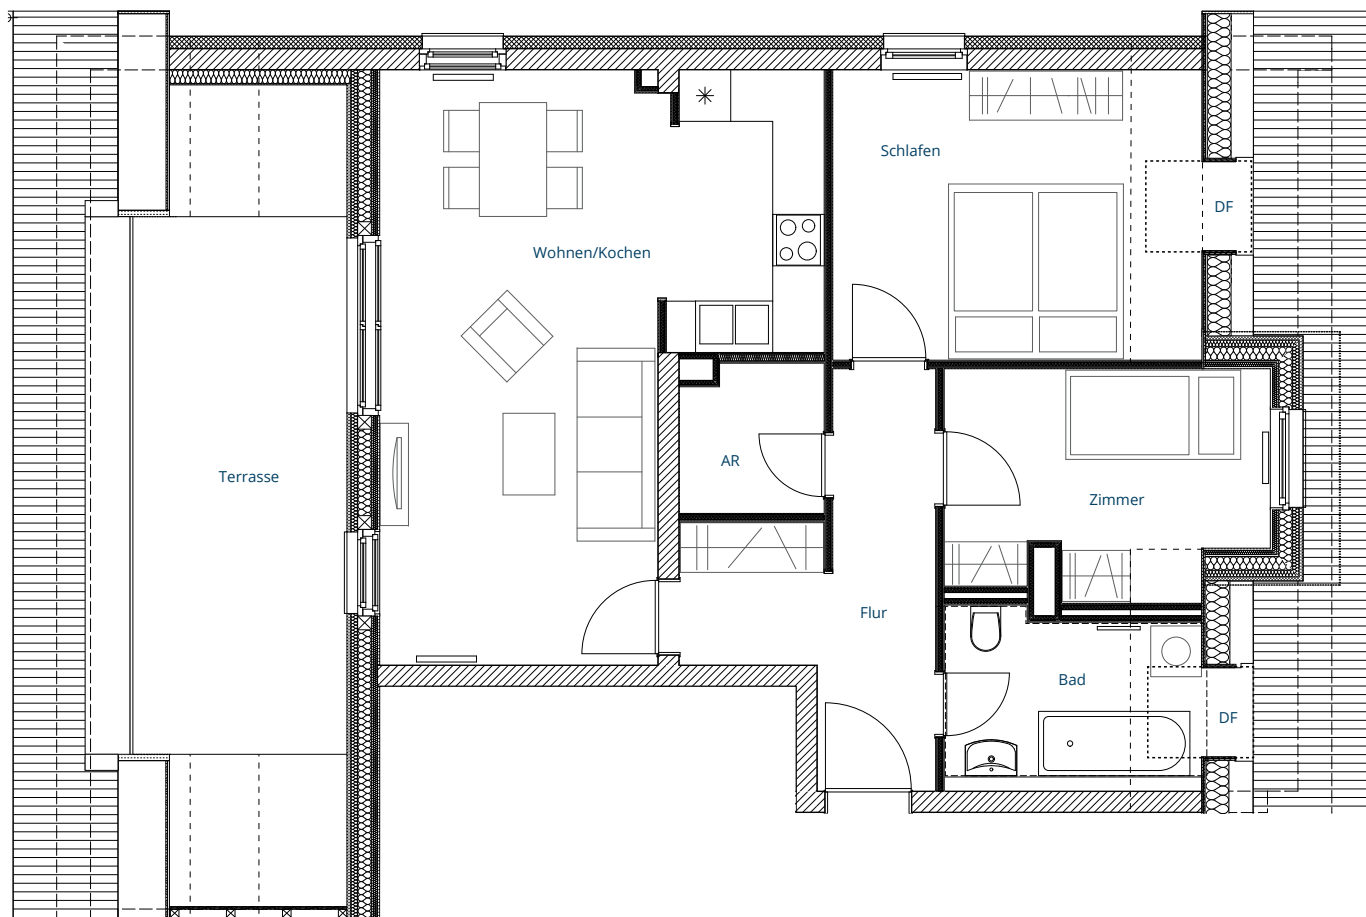 Schlafen
DF
Wohnen/Kochen
Terrasse
AR
Zimmer
Flur
Bad
DF